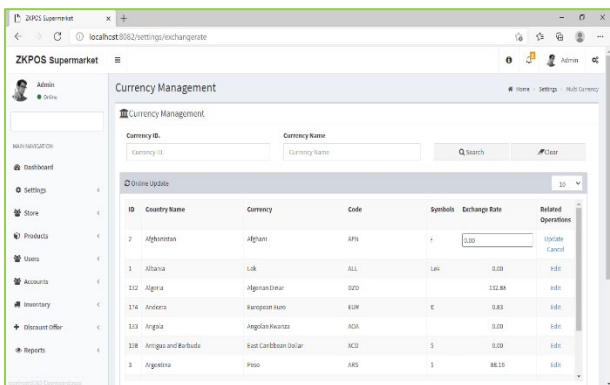 ZKPOS Supermarket
localhost:8082/settings/exchangerate
ZKPOS Supermarket
Admin
Admin
Online
Currency Management
Home Settings Multi Currency
Currency Management
Currency ID.
Currency Name
Currency ID.
Currency Name
Search
Clear
MAIN NAVIGATION
Dashboard
Settings
Store
Products
Users
Accounts
Inventory
Discount Offer
Reports
Online Update
10
ID Country Name Currency Code Symbols Exchange Rate Related Operations
2 Afghanistan Afghani AFN 0.00 Update Cancel
1 Albania Lek ALL Lek 0.00 Edit
132 Algeria Algerian Dinar DZD 132.88 Edit
174 Andorra European Euro EUR € 0.83 Edit
133 Angola Angolan Kwanza AOA 0.00 Edit
138 Antigua and Barbuda East Caribbean Dollar XCD $ 0.00 Edit
3 Argentina Peso ARS $ Edit